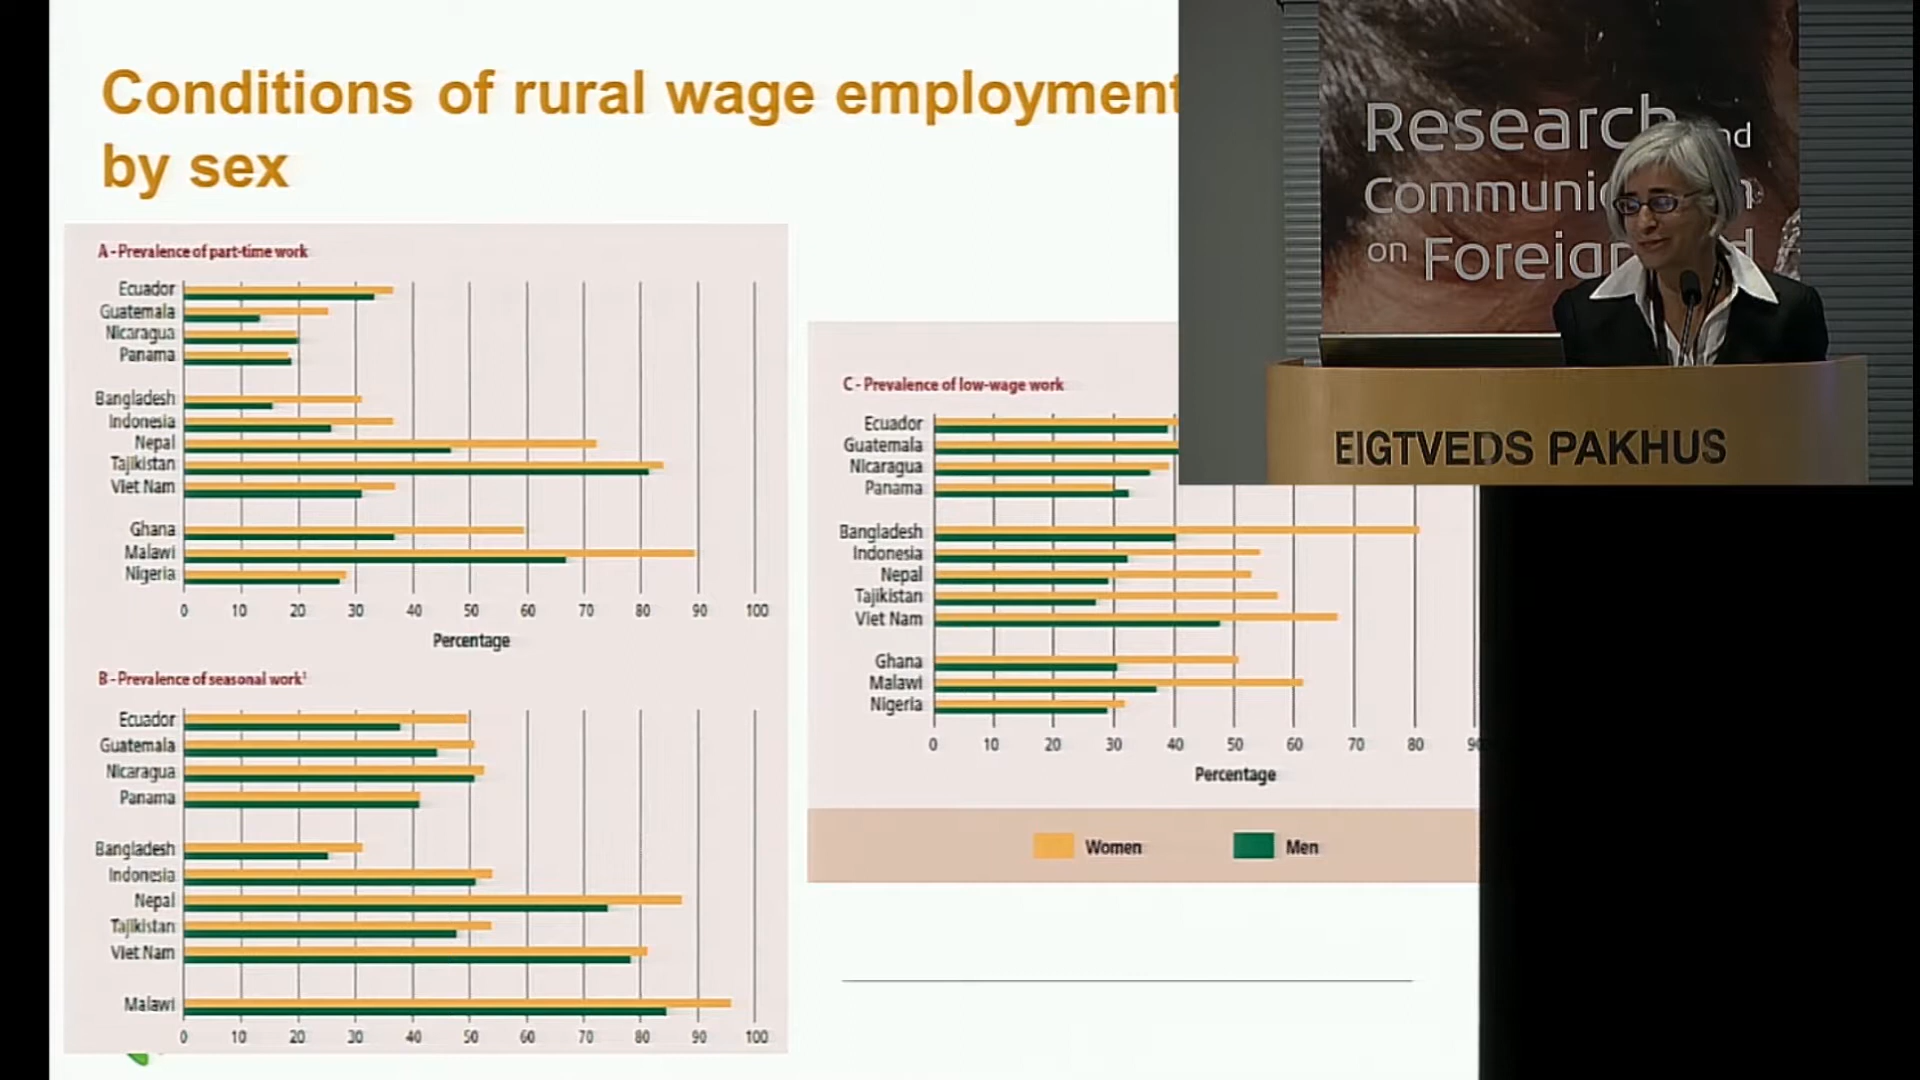 Conditions of rural wage employment
by sex
A - Prevalence of part-time work
Ecuador
Guatemala
Nicaragua
Panama
Bangladesh
Indonesia
Nepal
Tajikistan
Viet Nam
Ghana
Malawi
Nigeria
0 10 20 30 40 50 60 70 80 90 100
Percentage
B - Prevalence of seasonal work¹
Ecuador
Guatemala
Nicaragua
Panama
Bangladesh
Indonesia
Nepal
Tajikistan
Viet Nam
Malawi
0 10 20 30 40 50 60 70 80 90 100
C - Prevalence of low-wage work
Ecuador
Guatemala
Nicaragua
Panama
Bangladesh
Indonesia
Nepal
Tajikistan
Viet Nam
Ghana
Malawi
Nigeria
0 10 20 30 40 50 60 70 80 90
Percentage
Women Men
Research
on
EIGTVEDS PAKHUS